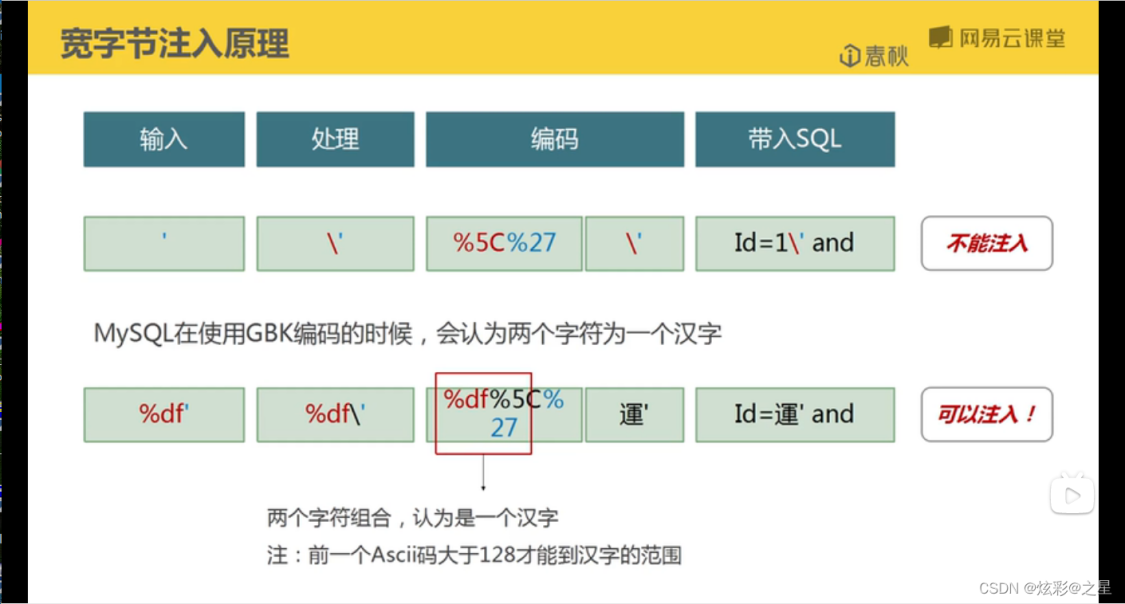 宽字节注入原理
春秋
网易云课堂
输入 处理 编码 带入SQL
' \' %5C%27 \' Id=1\' and 不能注入
MySQL在使用GBK编码的时候，会认为两个字符为一个汉字
%df' %df\' %df%5C%27 運' Id=運' and 可以注入！
两个字符组合，认为是一个汉字
注：前一个Ascii码大于128才能到汉字的范围
CSDN @炫彩@之星